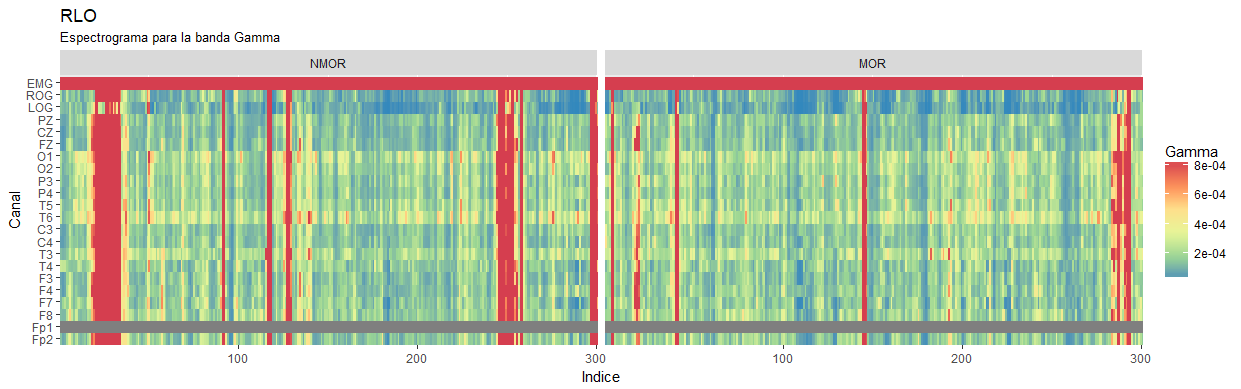 RLO
Espectrograma para la banda Gamma
NMOR
MOR
EMG
ROG
LOG
PZ
CZ
FZ
O1
O2
P3
P4
T5
T6
C3
C4
T3
T4
F3
F4
F7
F8
Fp1
Fp2
Canal
100
200
300
100
200
300
Indice
Gamma
8e-04
6e-04
4e-04
2e-04